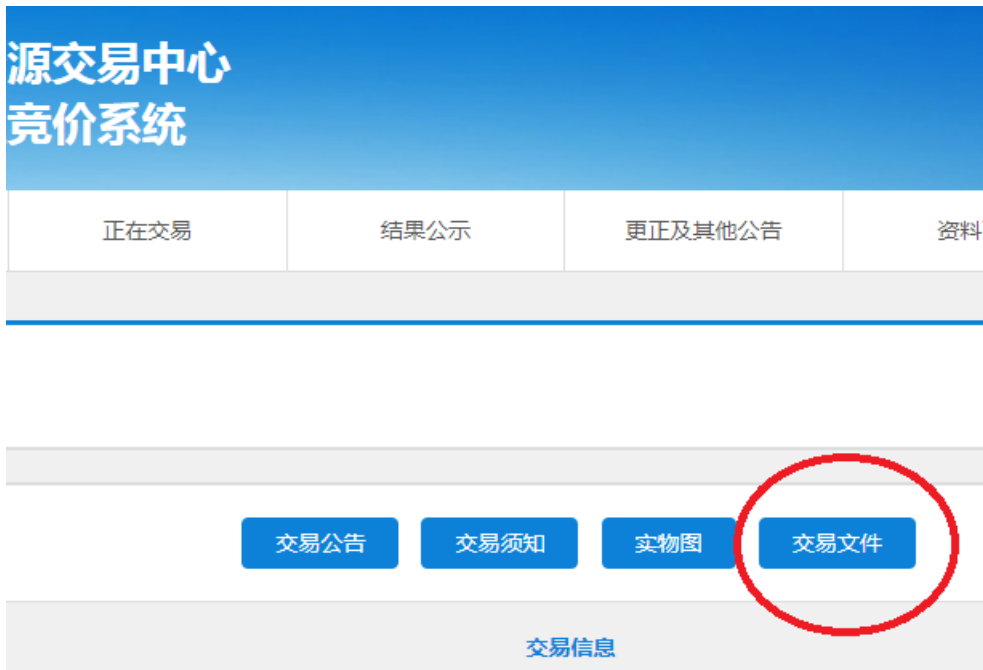 源交易中心
竞价系统
正在交易 结果公示 更正及其他公告 资料
交易公告 交易须知 实物图 交易文件
交易信息